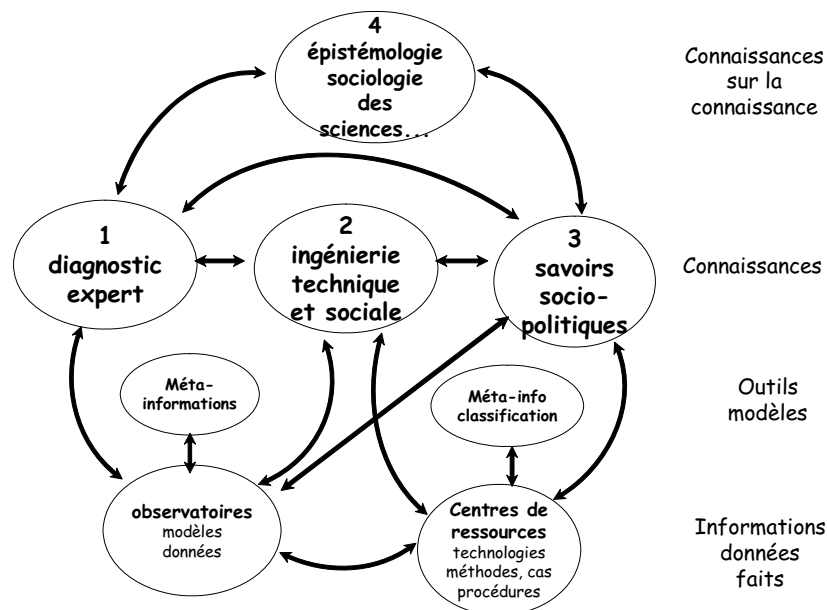 4
épistémologie
sociologie
des
sciences...
Connaissances
sur la
connaissance
1
diagnostic
expert
2
ingénierie
technique
et sociale
3
savoirs
socio-
politiques
Connaissances
Méta-
informations
Méta-info
classification
Outils
modèles
observatoires
modèles
données
Centres de
ressources
technologies
méthodes, cas
procédures
Informations
données
faits